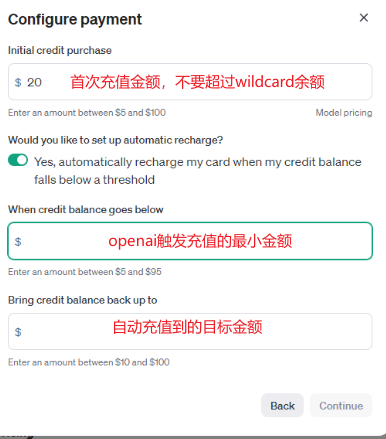 Configure payment
Initial credit purchase
$ 20 首次充值金额，不要超过wildcard余额
Enter an amount between $5 and $100 Model pricing
Would you like to set up automatic recharge?
Yes, automatically recharge my card when my credit balance
falls below a threshold
When credit balance goes below
$ openai触发充值的最小金额
Enter an amount between $5 and $95
Bring credit balance back up to
$ 自动充值到的目标金额
Enter an amount between $10 and $100
Back Continue